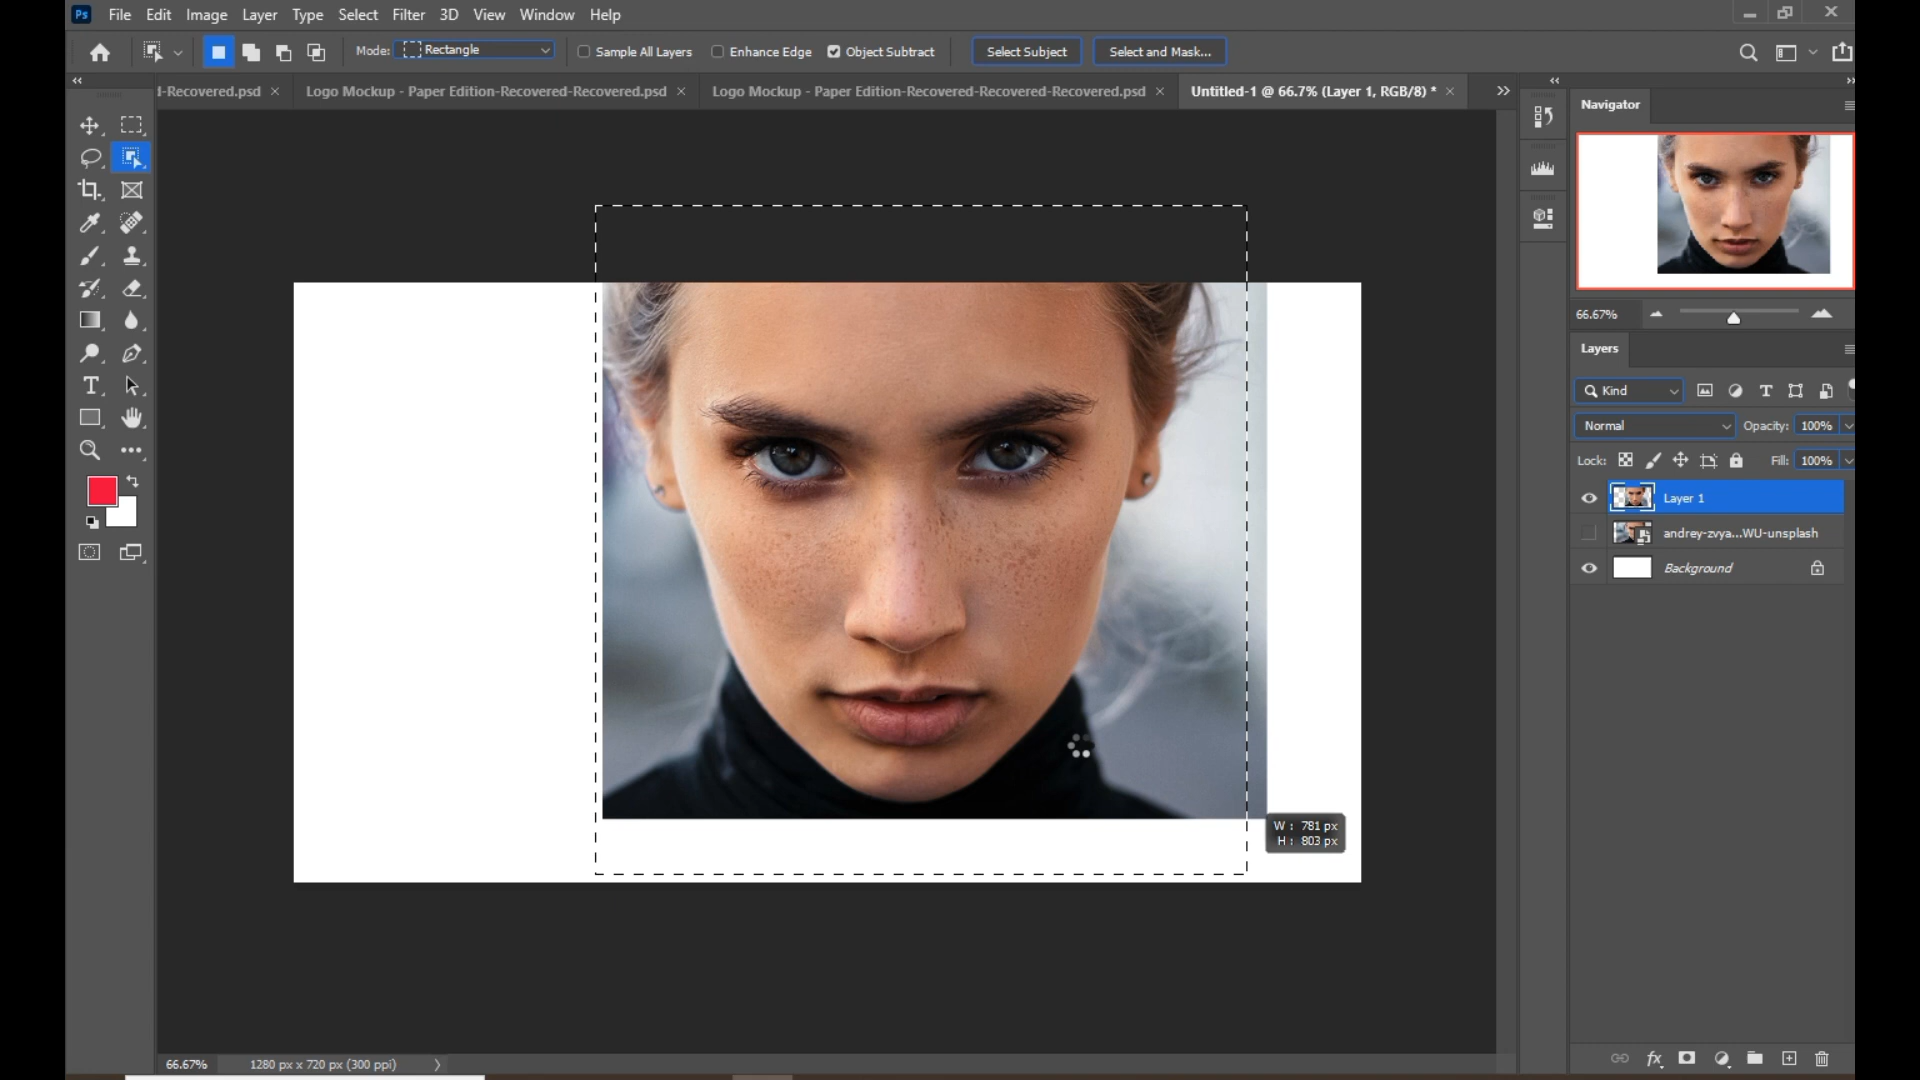 Ps File Edit Image Layer Type Select Filter 3D View Window Help
Mode: Rectangle Sample All Layers Enhance Edge Object Subtract Select Subject Select and Mask...
l-Recovered.psd × Logo Mockup - Paper Edition-Recovered-Recovered.psd × Logo Mockup - Paper Edition-Recovered-Recovered-Recovered.psd × Untitled-1 @ 66.7% (Layer 1, RGB/8) * ×
Navigator
66.67%
Layers
Kind
Normal Opacity: 100%
Lock: Fill: 100%
Layer 1
andrey-zvya...WU-unsplash
Background
W : 781 px
H : 803 px
66.67% 1280 px x 720 px (300 ppi)